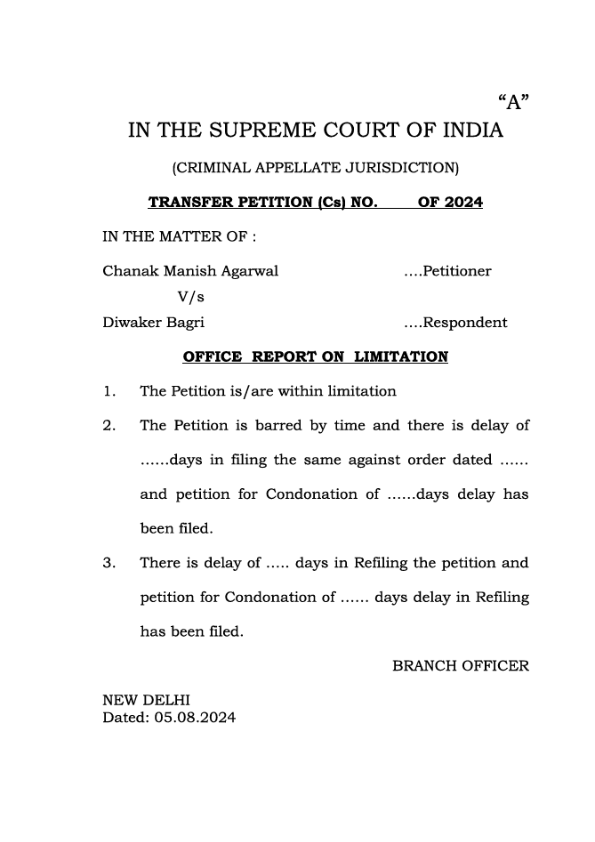 “A”
IN THE SUPREME COURT OF INDIA
(CRIMINAL APPELLATE JURISDICTION)
TRANSFER PETITION (Cs) NO. OF 2024
IN THE MATTER OF :
Chanak Manish Agarwal ....Petitioner
V/s
Diwaker Bagri ....Respondent
OFFICE REPORT ON LIMITATION
1. The Petition is/are within limitation
2. The Petition is barred by time and there is delay of
......days in filing the same against order dated ......
and petition for Condonation of ......days delay has
been filed.
3. There is delay of ..... days in Refiling the petition and
petition for Condonation of ...... days delay in Refiling
has been filed.
BRANCH OFFICER
NEW DELHI
Dated: 05.08.2024